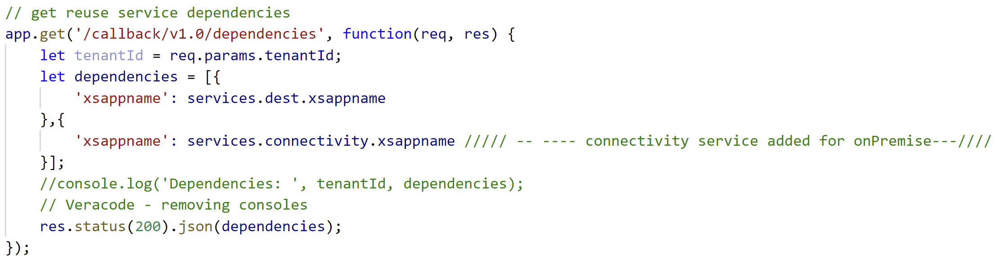 // get reuse service dependencies
app.get('/callback/v1.0/dependencies', function(req, res) {
    let tenantId = req.params.tenantId;
    let dependencies = [{
        'xsappname': services.dest.xsappname
    },{
        'xsappname': services.connectivity.xsappname ///// -- ---- connectivity service added for onPremise---////
    }];
    //console.log('Dependencies: ', tenantId, dependencies);
    // Veracode - removing consoles
    res.status(200).json(dependencies);
});